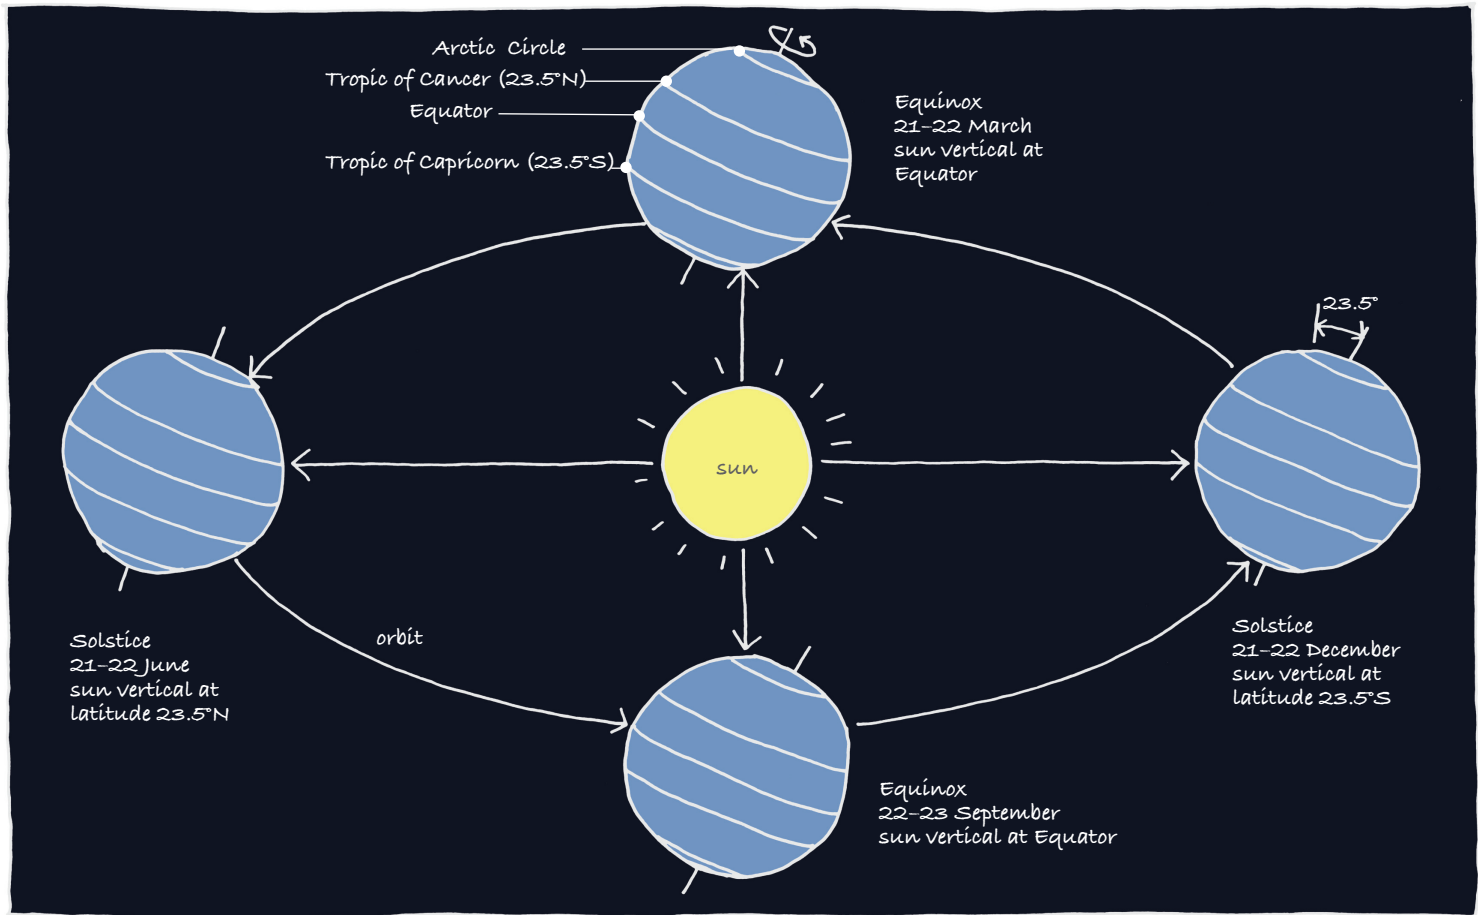 Arctic Circle
Tropic of Cancer (23.5°N)
Equator
Tropic of Capricorn (23.5°S)
Equinox
21–22 March
sun vertical at
Equator
23.5°
sun
Solstice
21–22 June
sun vertical at
latitude 23.5°N
orbit
Solstice
21–22 December
sun vertical at
latitude 23.5°S
Equinox
22–23 September
sun vertical at Equator